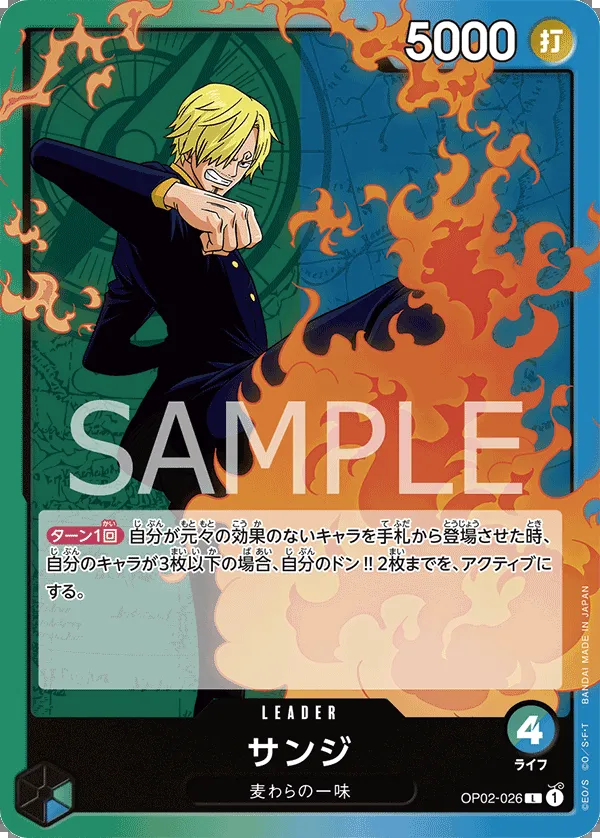 5000 打
SAMPLE
ターン1回 自分が元々の効果のないキャラを手札から登場させた時、
自分のキャラが3枚以下の場合、自分のドン!!2枚までを、アクティブに
する。
LEADER
サンジ
麦わらの一味
4
ライフ
OP02-026 L 1
©E/S ©O/S・F・T BANDAI MADE IN JAPAN